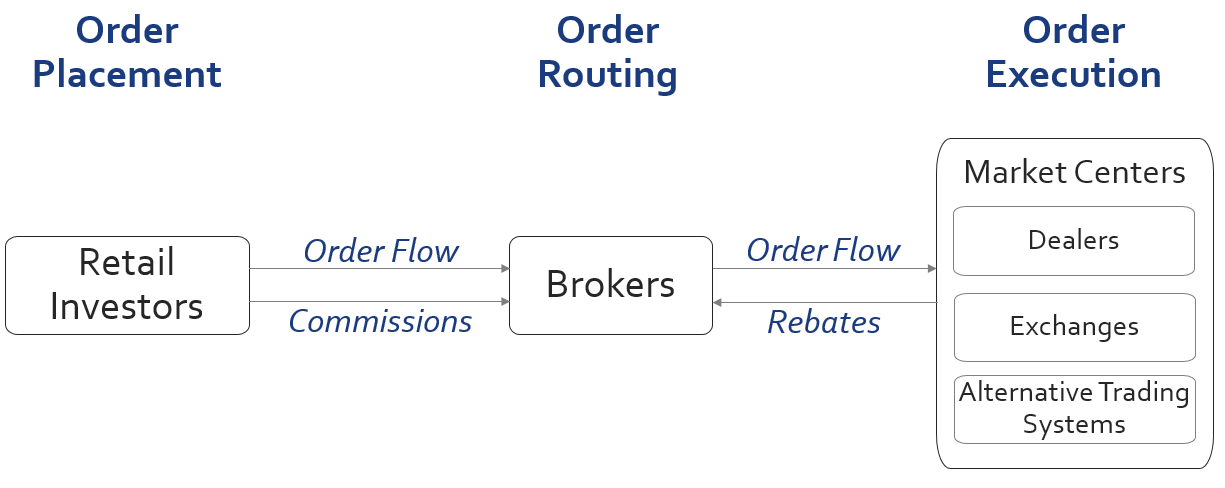 Order
Placement
Order
Routing
Order
Execution
Retail
Investors
Order Flow
Commissions
Brokers
Order Flow
Rebates
Market Centers
Dealers
Exchanges
Alternative Trading
Systems